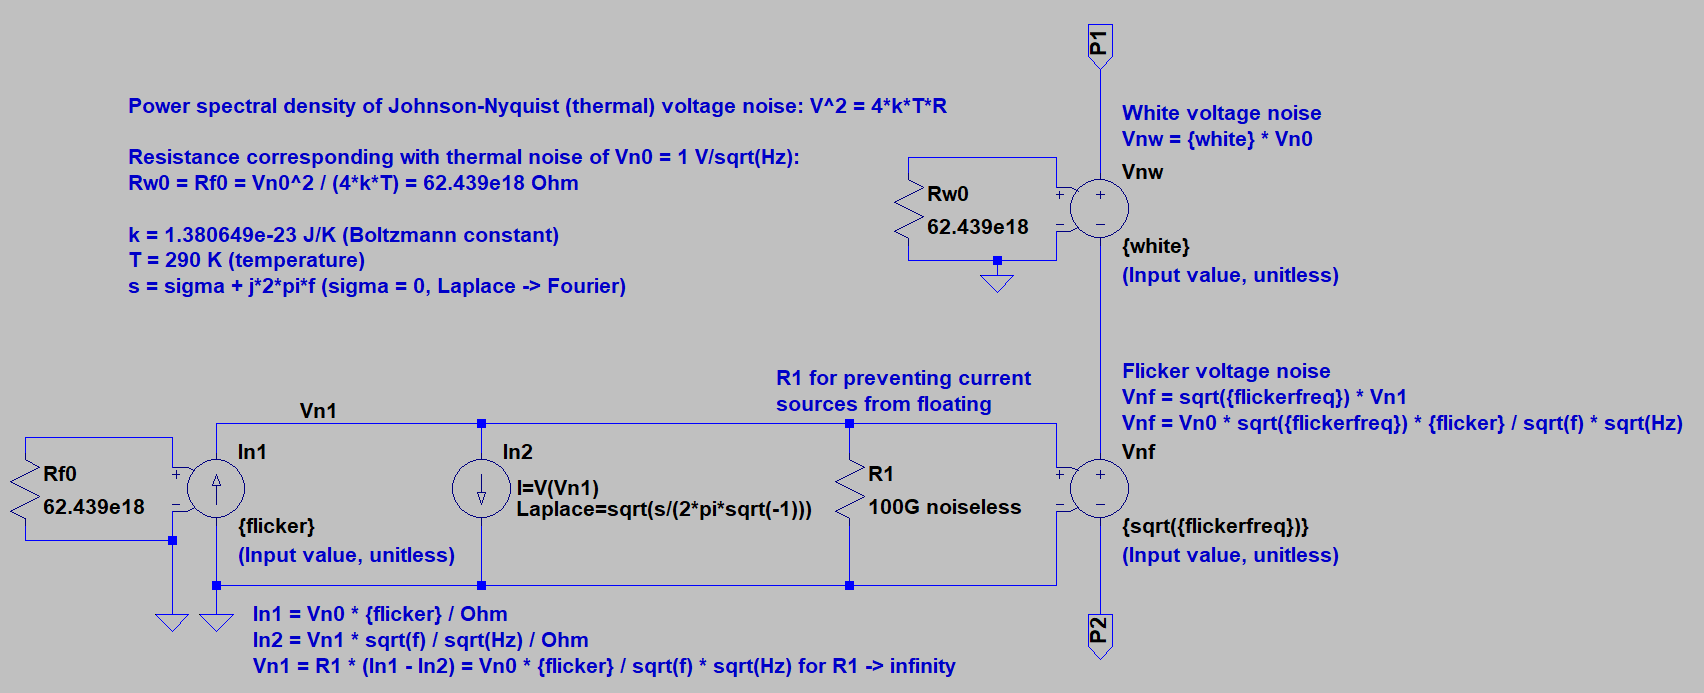 P1
Power spectral density of Johnson-Nyquist (thermal) voltage noise: V^2 = 4*k*T*R
Resistance corresponding with thermal noise of Vn0 = 1 V/sqrt(Hz):
Rw0 = Rf0 = Vn0^2 / (4*k*T) = 62.439e18 Ohm
k = 1.380649e-23 J/K (Boltzmann constant)
T = 290 K (temperature)
s = sigma + j*2*pi*f (sigma = 0, Laplace -> Fourier)
White voltage noise
Vnw = {white} * Vn0
Vnw
Rw0
62.439e18
+
−
+
−
{white}
(Input value, unitless)
R1 for preventing current
sources from floating
Flicker voltage noise
Vnf = sqrt({flickerfreq}) * Vn1
Vnf = Vn0 * sqrt({flickerfreq}) * {flicker} / sqrt(f) * sqrt(Hz)
Vnf
Vn1
Rf0
62.439e18
+
−
In1
{flicker}
(Input value, unitless)
In2
I=V(Vn1)
Laplace=sqrt(s/(2*pi*sqrt(-1)))
R1
100G noiseless
+
−
+
−
{sqrt({flickerfreq})}
(Input value, unitless)
In1 = Vn0 * {flicker} / Ohm
In2 = Vn1 * sqrt(f) / sqrt(Hz) / Ohm
Vn1 = R1 * (In1 - In2) = Vn0 * {flicker} / sqrt(f) * sqrt(Hz) for R1 -> infinity
P2